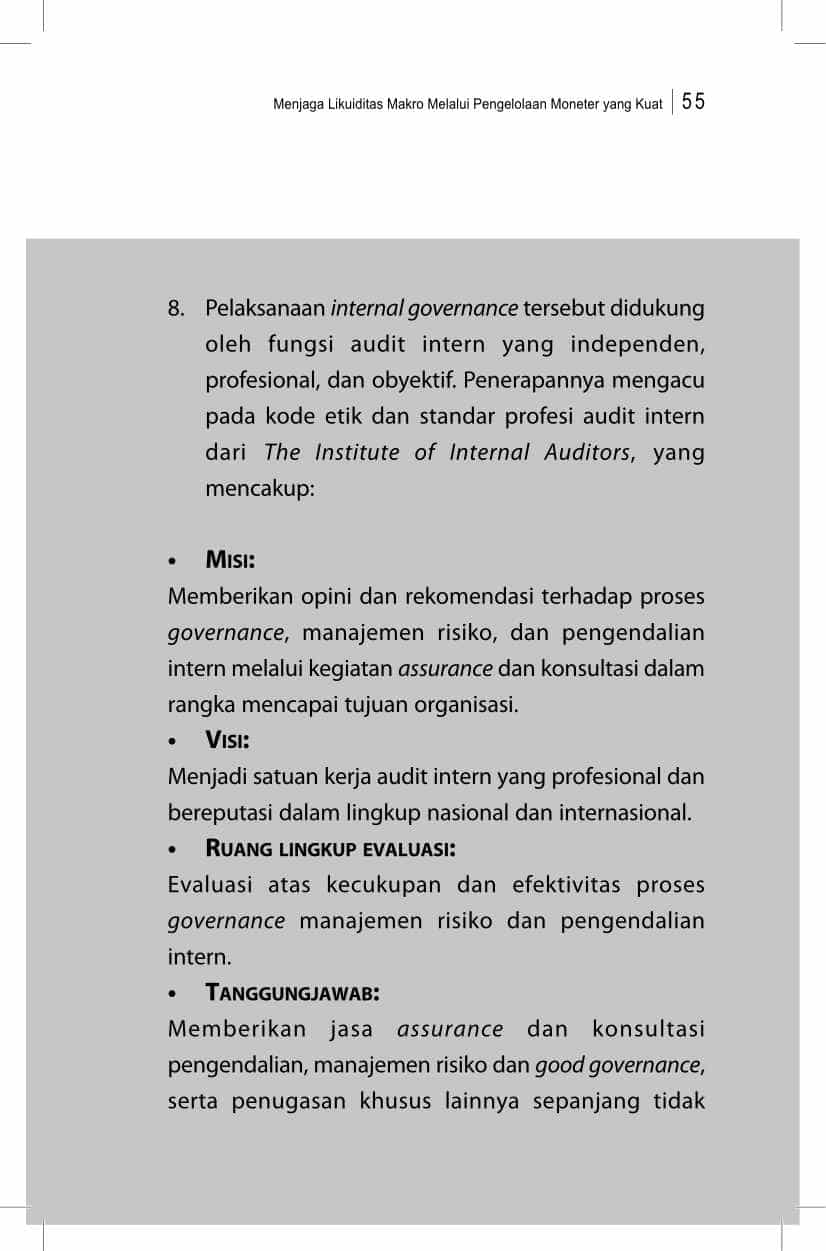 Menjaga Likuiditas Makro Melalui Pengelolaan Moneter yang Kuat 55
8. Pelaksanaan internal governance tersebut didukung
oleh fungsi audit intern yang independen,
profesional, dan obyektif. Penerapannya mengacu
pada kode etik dan standar profesi audit intern
dari The Institute of Internal Auditors, yang
mencakup:
• Misi:
Memberikan opini dan rekomendasi terhadap proses
governance, manajemen risiko, dan pengendalian
intern melalui kegiatan assurance dan konsultasi dalam
rangka mencapai tujuan organisasi.
• Visi:
Menjadi satuan kerja audit intern yang profesional dan
bereputasi dalam lingkup nasional dan internasional.
• Ruang lingkup evaluasi:
Evaluasi atas kecukupan dan efektivitas proses
governance manajemen risiko dan pengendalian
intern.
• Tanggungjawab:
Memberikan jasa assurance dan konsultasi
pengendalian, manajemen risiko dan good governance,
serta penugasan khusus lainnya sepanjang tidak